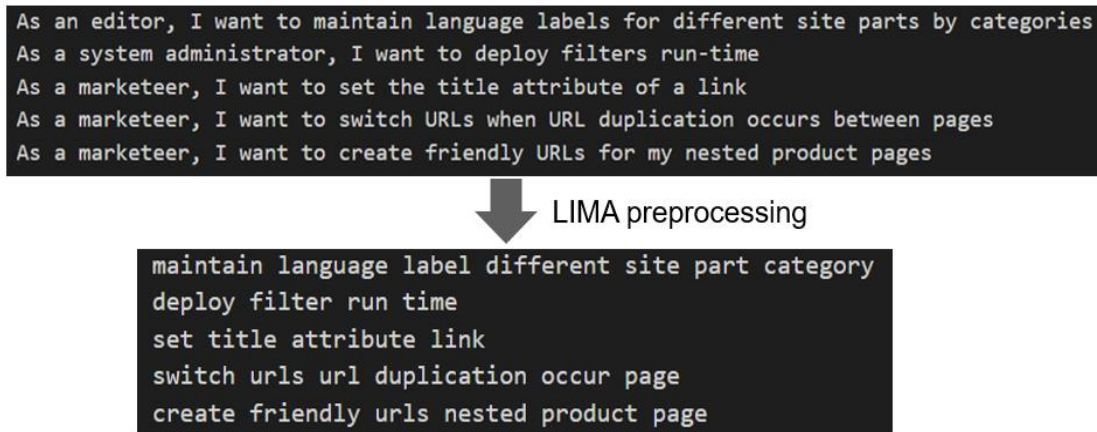 As an editor, I want to maintain language labels for different site parts by categories
As a system administrator, I want to deploy filters run-time
As a marketeer, I want to set the title attribute of a link
As a marketeer, I want to switch URLs when URL duplication occurs between pages
As a marketeer, I want to create friendly URLs for my nested product pages
LIMA preprocessing
maintain language label different site part category
deploy filter run time
set title attribute link
switch urls url duplication occur page
create friendly urls nested product page